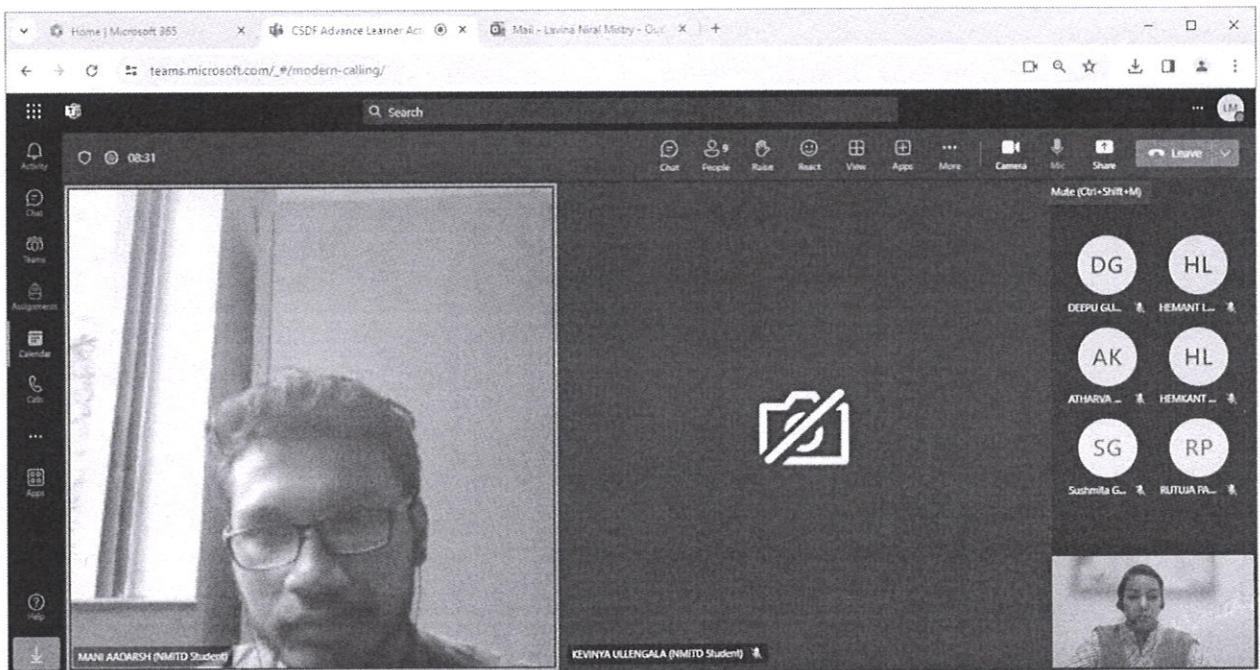 Home | Microsoft 365
CSDF Advance Learner Act
Mail - Lavina Niral Mistry - Out
teams.microsoft.com/_#/modern-calling/
Search
LM
Activity
08:31
Chat
9
People
Raise
React
View
Apps
More
Camera
Mic
Share
Leave
Mute (Ctrl+Shift+M)
Chat
Teams
Assignments
Calendar
Calls
Apps
Help
DG
HL
DEEPU GU...
HEMANT L...
AK
HL
ATHARVA ...
HEMKANT ...
SG
RP
Sushmita G...
RUTUJA PA...
MANI AADARSH (NMITD Student)
KEVINYA ULLENGALA (NMITD Student)